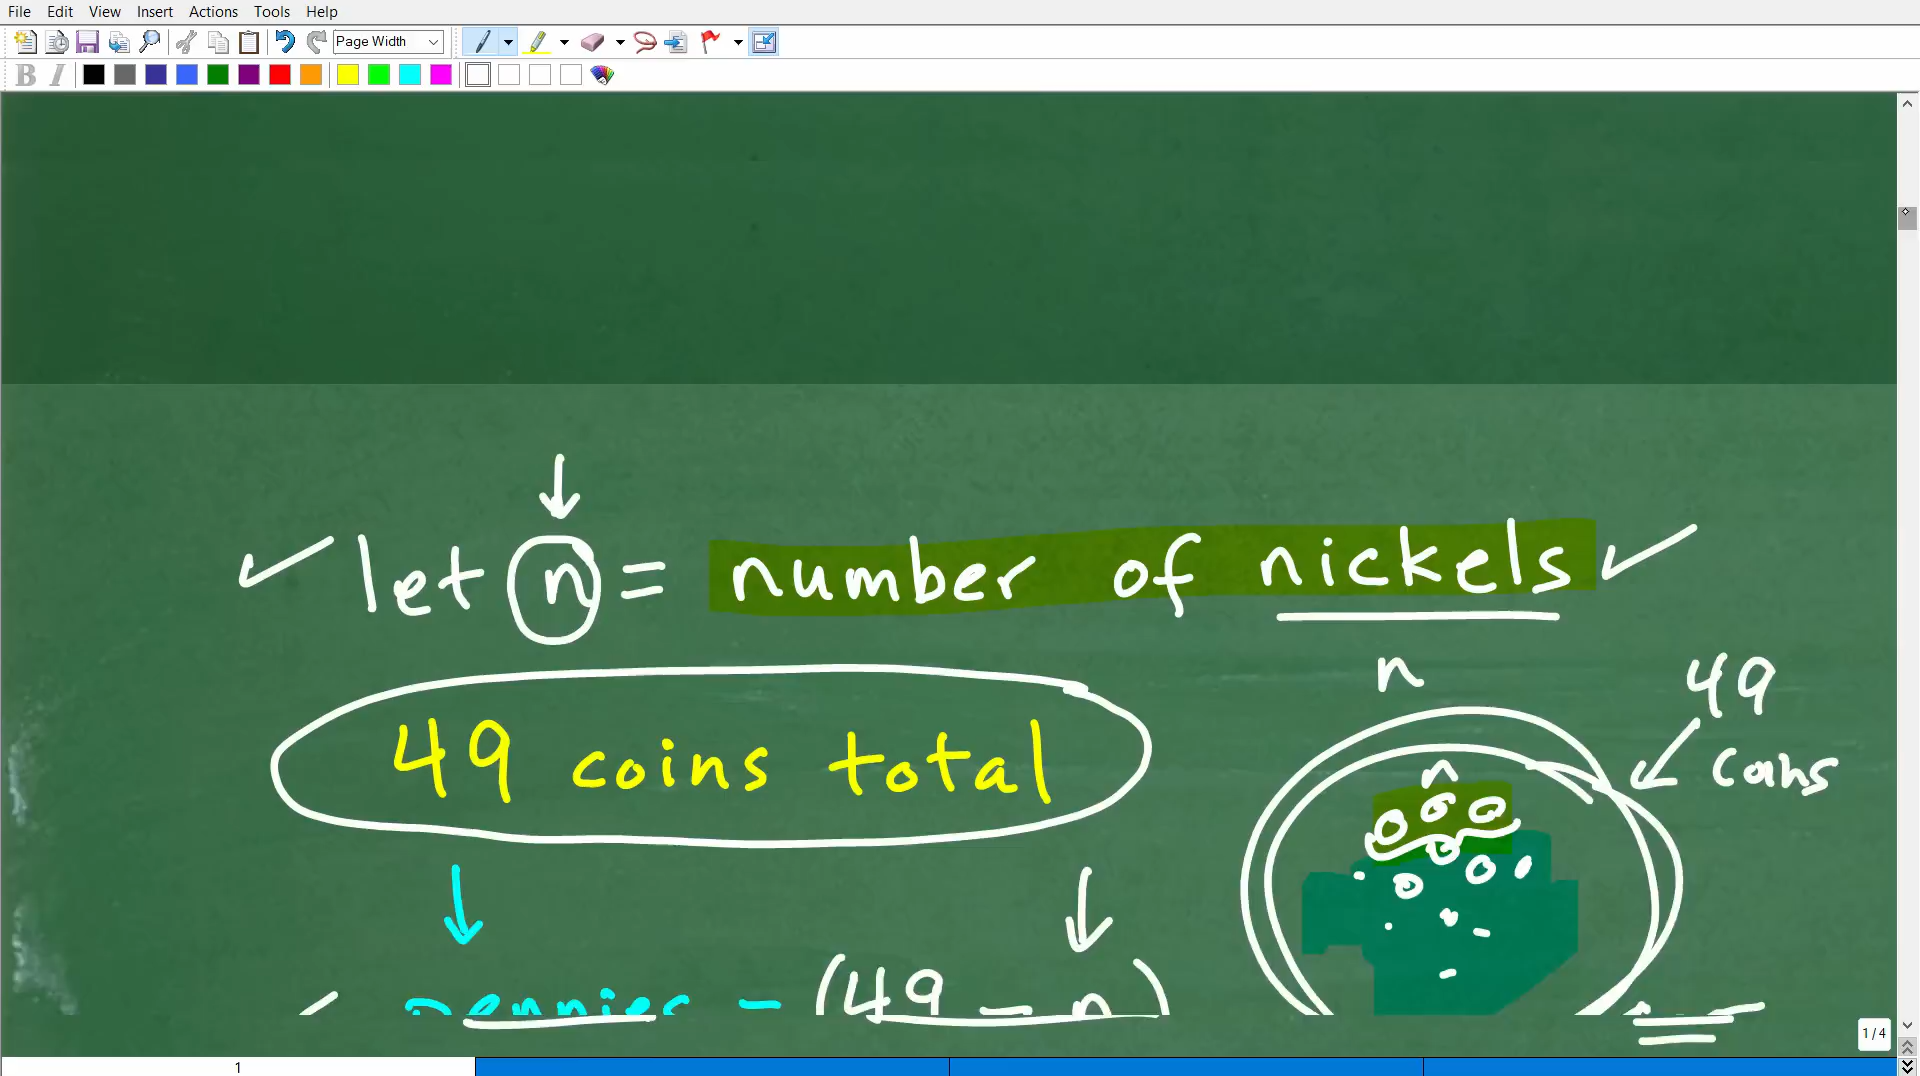 File Edit View Insert Actions Tools Help
Page Width
B I
let n = number of nickels
n
49 coins total
49
coins
n
pennies = (49 - n)
1 / 4
1